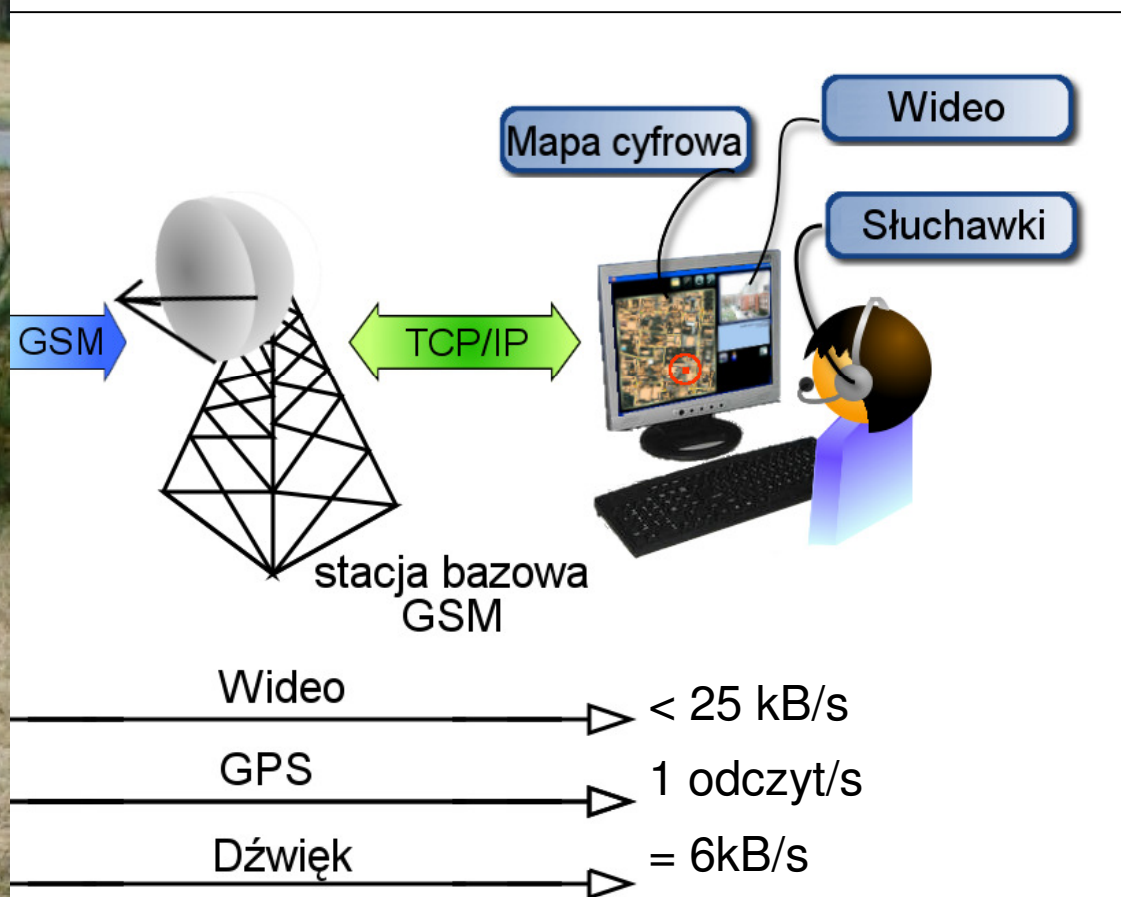 Wideo
Mapa cyfrowa
Słuchawki
GSM
TCP/IP
stacja bazowa
GSM
Wideo
< 25 kB/s
GPS
1 odczyt/s
Dźwięk
= 6kB/s